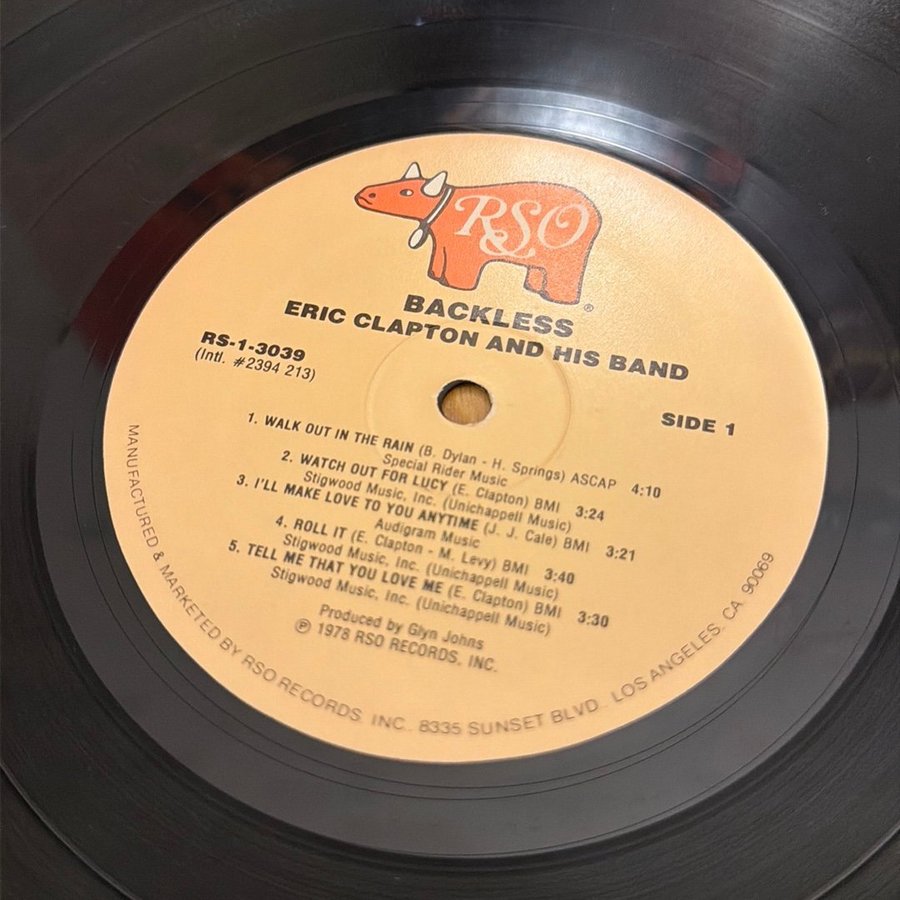 RSO
®
BACKLESS
ERIC CLAPTON AND HIS BAND
RS-1-3039
(Intl. #2394 213)
SIDE 1
1. WALK OUT IN THE RAIN (B. Dylan - H. Springs) ASCAP 4:10
Special Rider Music
2. WATCH OUT FOR LUCY (E. Clapton) BMI 3:24
Stigwood Music, Inc. (Unichappell Music)
3. I'LL MAKE LOVE TO YOU ANYTIME (J. J. Cale) BMI 3:21
Audigram Music
4. ROLL IT (E. Clapton - M. Levy) BMI 3:40
Stigwood Music, Inc. (Unichappell Music)
5. TELL ME THAT YOU LOVE ME (E. Clapton) BMI 3:30
Stigwood Music, Inc. (Unichappell Music)
Produced by Glyn Johns
℗ 1978 RSO RECORDS, INC.
MANUFACTURED & MARKETED BY RSO RECORDS, INC., 8335 SUNSET BLVD., LOS ANGELES, CA. 90069